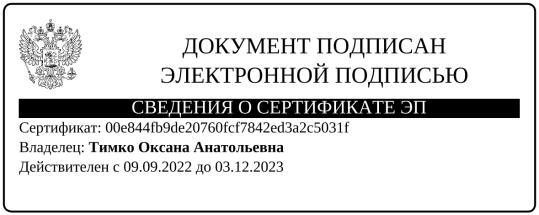 ДОКУМЕНТ ПОДПИСАН
ЭЛЕКТРОННОЙ ПОДПИСЬЮ
СВЕДЕНИЯ О СЕРТИФИКАТЕ ЭП
Сертификат: 00e844fb9de20760fcf7842ed3a2c5031f
Владелец: Тимко Оксана Анатольевна
Действителен с 09.09.2022 до 03.12.2023